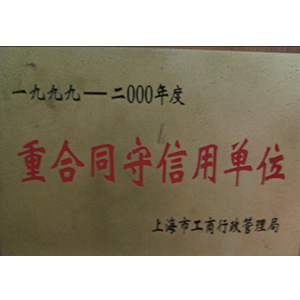 一九九九—二000年度
重合同守信用单位
上海市工商行政管理局